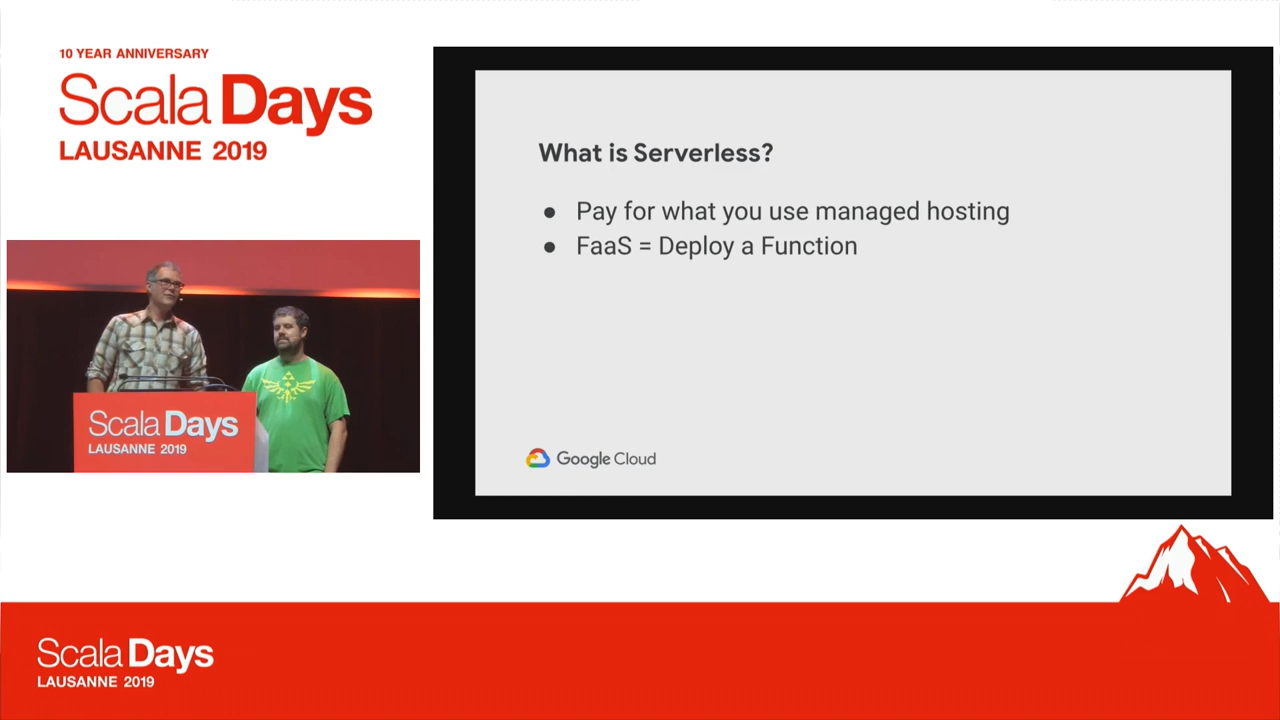 10 YEAR ANNIVERSARY
Scala Days
LAUSANNE 2019
What is Serverless?
● Pay for what you use managed hosting
● FaaS = Deploy a Function
Google Cloud
Scala Days
LAUSANNE 2019
Scala Days
LAUSANNE 2019